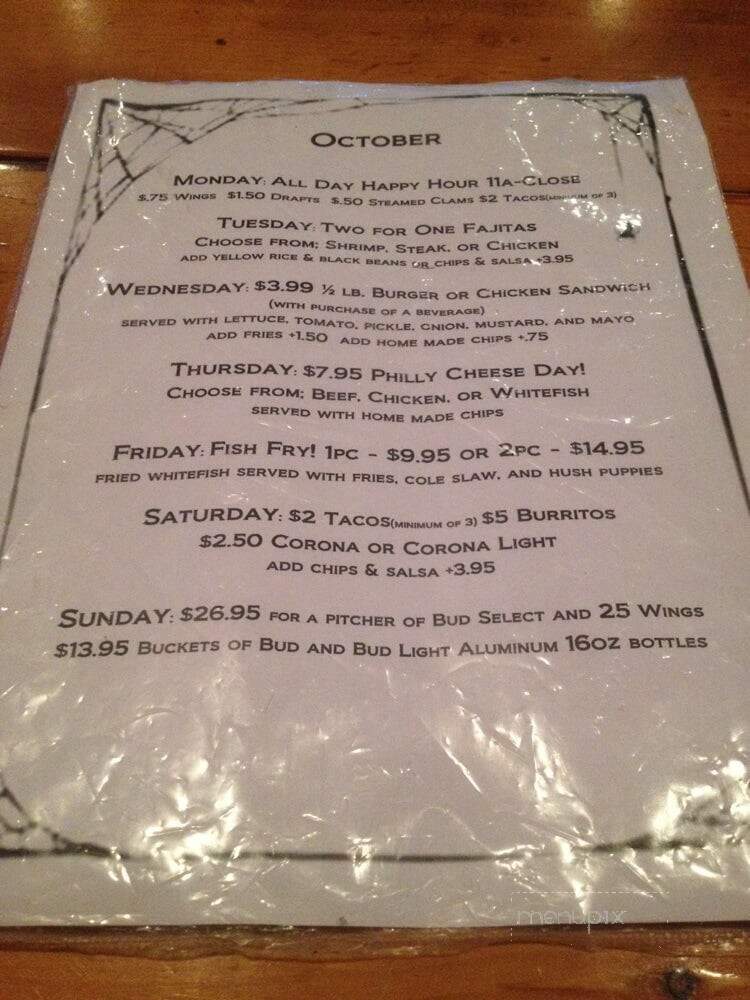 October
Monday: All Day Happy Hour 11a-Close
$.75 Wings $1.50 Drafts $.50 Steamed Clams $2 Tacos(minimum of 3)
Tuesday: Two for One Fajitas
Choose from: Shrimp, Steak, or Chicken
add yellow rice & black beans or chips & salsa +3.95
Wednesday: $3.99 ½ lb. Burger or Chicken Sandwich
(with purchase of a beverage)
served with lettuce, tomato, pickle, onion, mustard, and mayo
add fries +1.50 add home made chips +.75
Thursday: $7.95 Philly Cheese Day!
Choose from: Beef, Chicken, or Whitefish
served with home made chips
Friday: Fish Fry! 1pc - $9.95 or 2pc - $14.95
fried whitefish served with fries, cole slaw, and hush puppies
Saturday: $2 Tacos(minimum of 3) $5 Burritos
$2.50 Corona or Corona Light
add chips & salsa +3.95
Sunday: $26.95 for a pitcher of Bud Select and 25 Wings
$13.95 Buckets of Bud and Bud Light Aluminum 16oz bottles
menupix